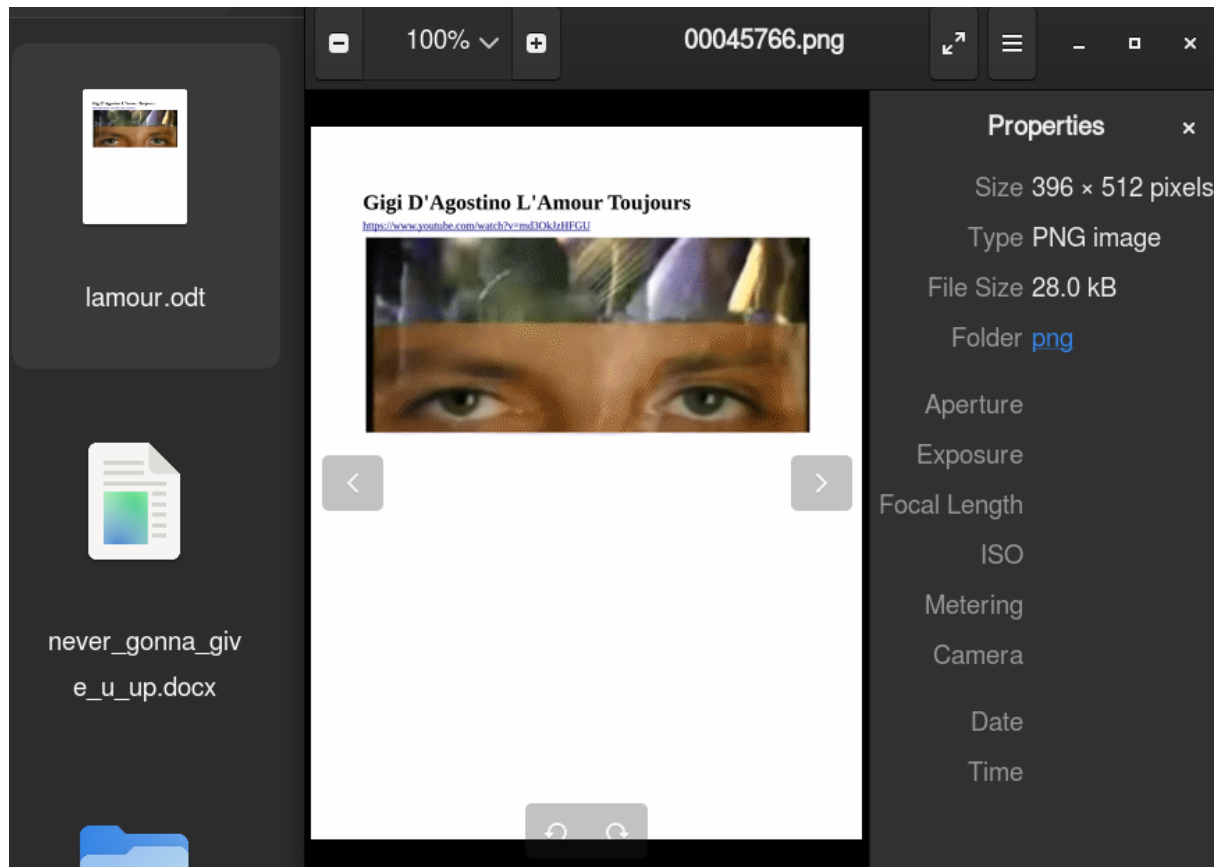 100%
00045766.png
Gigi D'Agostino L'Amour Toujours
https://www.youtube.com/watch?v=md3OkJzHFGU
lamour.odt
never_gonna_giv
e_u_up.docx
Properties
Size 396 × 512 pixels
Type PNG image
File Size 28.0 kB
Folder png
Aperture
Exposure
Focal Length
ISO
Metering
Camera
Date
Time